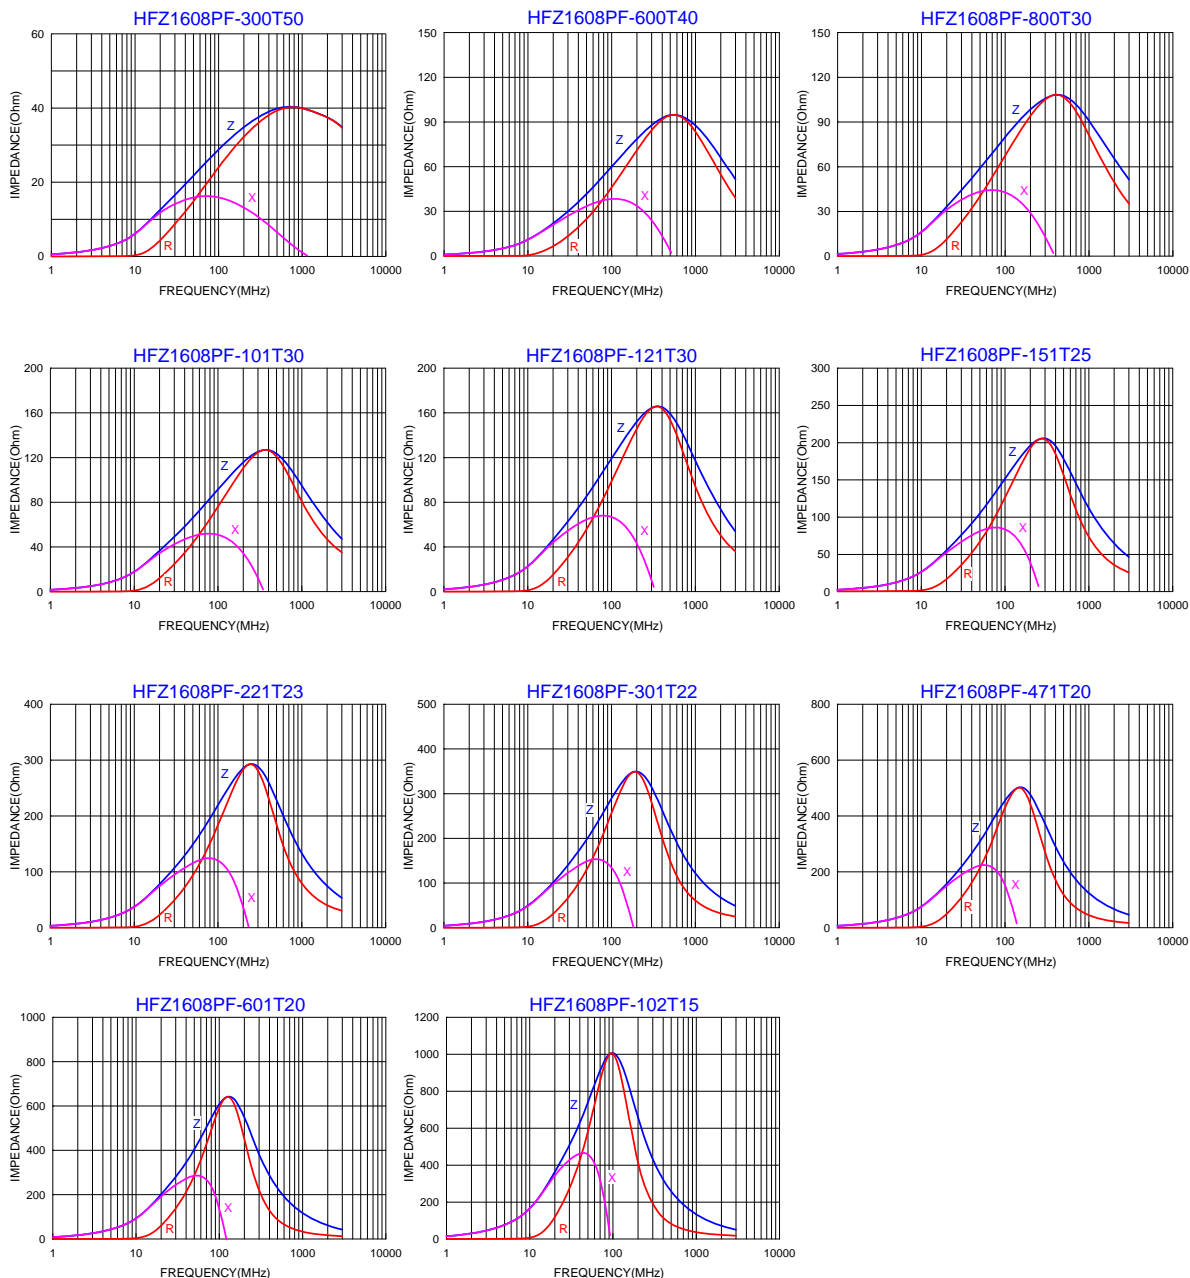 HFZ1608PF-300T50
60
40
20
0
IMPEDANCE(Ohm)
Z
X
R
1
10
100
1000
10000
FREQUENCY(MHz)
HFZ1608PF-600T40
150
120
90
60
30
0
IMPEDANCE(Ohm)
Z
X
R
1
10
100
1000
10000
FREQUENCY(MHz)
HFZ1608PF-800T30
150
120
90
60
30
0
IMPEDANCE(Ohm)
Z
X
R
1
10
100
1000
10000
FREQUENCY(MHz)
HFZ1608PF-101T30
200
160
120
80
40
0
IMPEDANCE(Ohm)
Z
X
R
1
10
100
1000
10000
FREQUENCY(MHz)
HFZ1608PF-121T30
200
160
120
80
40
0
IMPEDANCE(Ohm)
Z
X
R
1
10
100
1000
10000
FREQUENCY(MHz)
HFZ1608PF-151T25
300
250
200
150
100
50
0
IMPEDANCE(Ohm)
Z
X
R
1
10
100
1000
10000
FREQUENCY(MHz)
HFZ1608PF-221T23
400
300
200
100
0
IMPEDANCE(Ohm)
Z
X
R
1
10
100
1000
10000
FREQUENCY(MHz)
HFZ1608PF-301T22
500
400
300
200
100
0
IMPEDANCE(Ohm)
Z
X
R
1
10
100
1000
10000
FREQUENCY(MHz)
HFZ1608PF-471T20
800
600
400
200
0
IMPEDANCE(Ohm)
Z
X
R
1
10
100
1000
10000
FREQUENCY(MHz)
HFZ1608PF-601T20
1000
800
600
400
200
0
IMPEDANCE(Ohm)
Z
X
R
1
10
100
1000
10000
FREQUENCY(MHz)
HFZ1608PF-102T15
1200
1000
800
600
400
200
0
IMPEDANCE(Ohm)
Z
X
R
1
10
100
1000
10000
FREQUENCY(MHz)